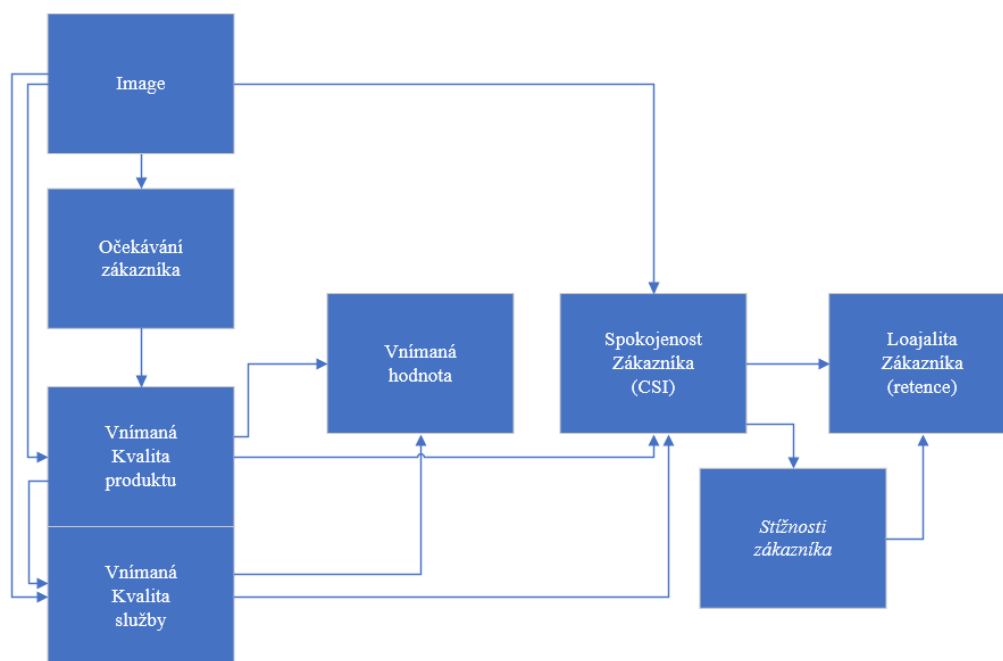 Image
Očekávání
zákazníka
Vnímaná
hodnota
Spokojenost
Zákazníka
(CSI)
Loajalita
Zákazníka
(retence)
Vnímaná
Kvalita
produktu
Stížnosti
zákazníka
Vnímaná
Kvalita
služby